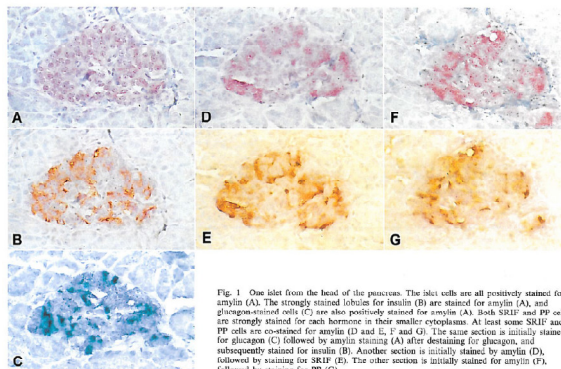 A
D
F
B
E
G
C
Fig. 1 One islet from the head of the pancreas. The islet cells are all positively stained for
amylin (A). The strongly stained lobules for insulin (B) are stained for amylin (A), and
glucagon-stained cells (C) are also positively stained for amylin (A). Both SRIF and PP cells
are strongly stained for each hormone in their smaller cytoplasms. At least some SRIF and
PP cells are co-stained for amylin (D and E, F and G). The same section is initially stained
for glucagon (C) followed by amylin staining (A) after destaining for glucagon, and
subsequently stained for insulin (B). Another section is initially stained by amylin (D),
followed by staining for SRIF (E). The other section is initially stained for amylin (F),
followed by staining for PP (G).